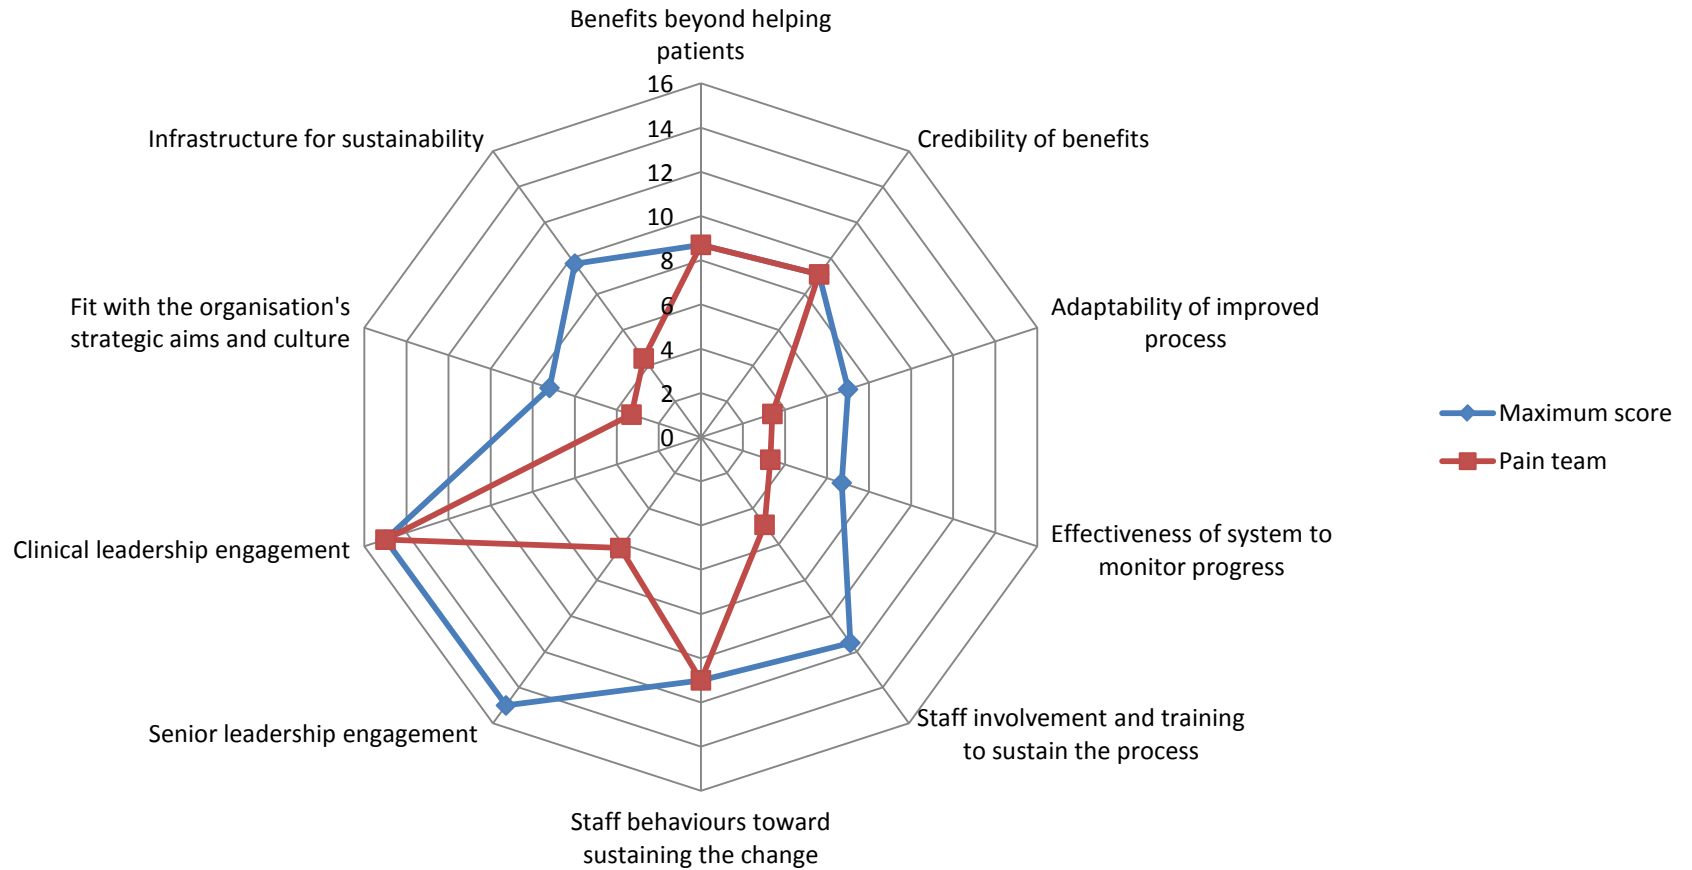 Benefits beyond helping
patients
16
14
12
10
8
6
4
2
0
Infrastructure for sustainability
Credibility of benefits
Fit with the organisation's
strategic aims and culture
Adaptability of improved
process
Maximum score
Pain team
Clinical leadership engagement
Effectiveness of system to
monitor progress
Senior leadership engagement
Staff involvement and training
to sustain the process
Staff behaviours toward
sustaining the change